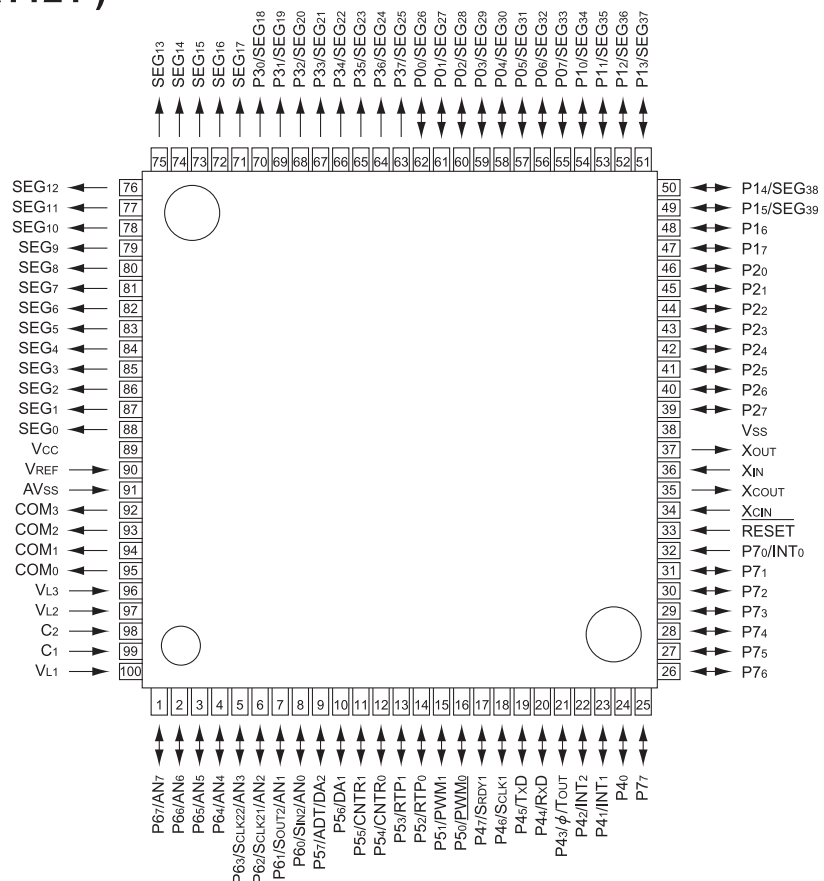 SEG13
SEG14
SEG15
SEG16
SEG17
P30/SEG18
P31/SEG19
P32/SEG20
P33/SEG21
P34/SEG22
P35/SEG23
P36/SEG24
P37/SEG25
P00/SEG26
P01/SEG27
P02/SEG28
P03/SEG29
P04/SEG30
P05/SEG31
P06/SEG32
P07/SEG33
P10/SEG34
P11/SEG35
P12/SEG36
P13/SEG37
75 74 73 72 71 70 69 68 67 66 65 64 63 62 61 60 59 58 57 56 55 54 53 52 51
SEG12 76
SEG11 77
SEG10 78
SEG9 79
SEG8 80
SEG7 81
SEG6 82
SEG5 83
SEG4 84
SEG3 85
SEG2 86
SEG1 87
SEG0 88
VCC 89
VREF 90
AVSS 91
COM3 92
COM2 93
COM1 94
COM0 95
VL3 96
VL2 97
C2 98
C1 99
VL1 100
50 P14/SEG38
49 P15/SEG39
48 P16
47 P17
46 P20
45 P21
44 P22
43 P23
42 P24
41 P25
40 P26
39 P27
38 VSS
37 XOUT
36 XIN
35 XCOUT
34 XCIN
33 RESET
32 P70/INT0
31 P71
30 P72
29 P73
28 P74
27 P75
26 P76
1 2 3 4 5 6 7 8 9 10 11 12 13 14 15 16 17 18 19 20 21 22 23 24 25
P67/AN7
P66/AN6
P65/AN5
P64/AN4
P63/SCLK22/AN3
P62/SCLK21/AN2
P61/SOUT2/AN1
P60/SIN2/AN0
P57/ADT/DA2
P56/DA1
P55/CNTR1
P54/CNTR0
P53/RTP1
P52/RTP0
P51/PWM1
P50/PWM0
P47/SRDY1
P46/SCLK1
P45/TxD
P44/RxD
P43/ϕ/TOUT
P42/INT2
P41/INT1
P40
P77